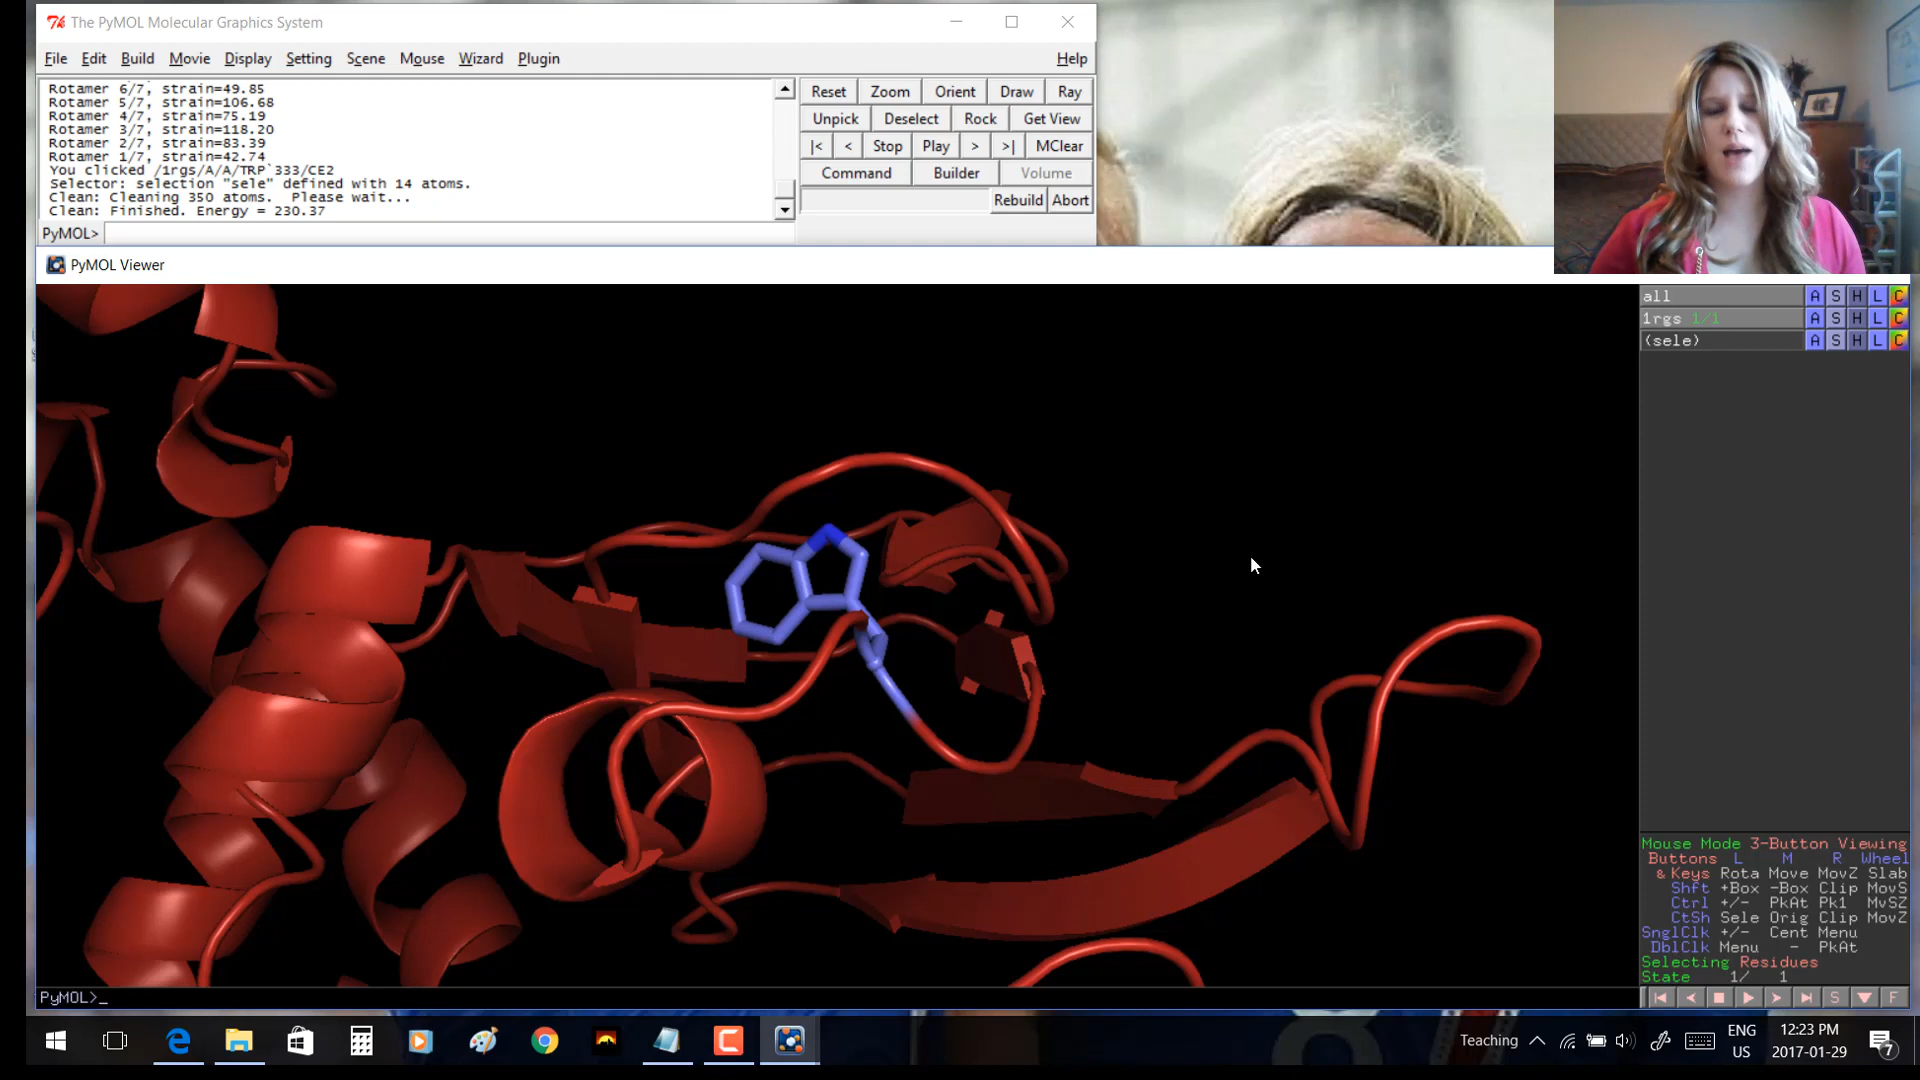 The PyMOL Molecular Graphics System
File Edit Build Movie Display Setting Scene Mouse Wizard Plugin Help
Rotamer 6/7, strain=49.85
Rotamer 5/7, strain=106.68
Rotamer 4/7, strain=75.19
Rotamer 3/7, strain=118.20
Rotamer 2/7, strain=83.39
Rotamer 1/7, strain=42.74
You clicked /1rgs/A/A/TRP`333/CE2
Selector: selection "sele" defined with 14 atoms.
Clean: Cleaning 350 atoms. Please wait...
Clean: Finished. Energy = 230.37
PyMOL>
Reset Zoom Orient Draw Ray
Unpick Deselect Rock Get View
|< < Stop Play > >| MClear
Command Builder Volume
Rebuild Abort
PyMOL Viewer
all A S H L C
1rgs 1/1 A S H L C
(sele) A S H L C
Mouse Mode 3-Button Viewing
Buttons L M R Wheel
& Keys Rota Move MovZ Slab
Shft +Box -Box Clip MovS
Ctrl +/- PkAt Pk1 MvSZ
CtSh Sele Orig Clip MovZ
SnglClk +/- Cent Menu
DblClk Menu - PkAt
Selecting Residues
State 1/ 1
S F
PyMOL>_
Teaching
ENG
US
12:23 PM
2017-01-29
7